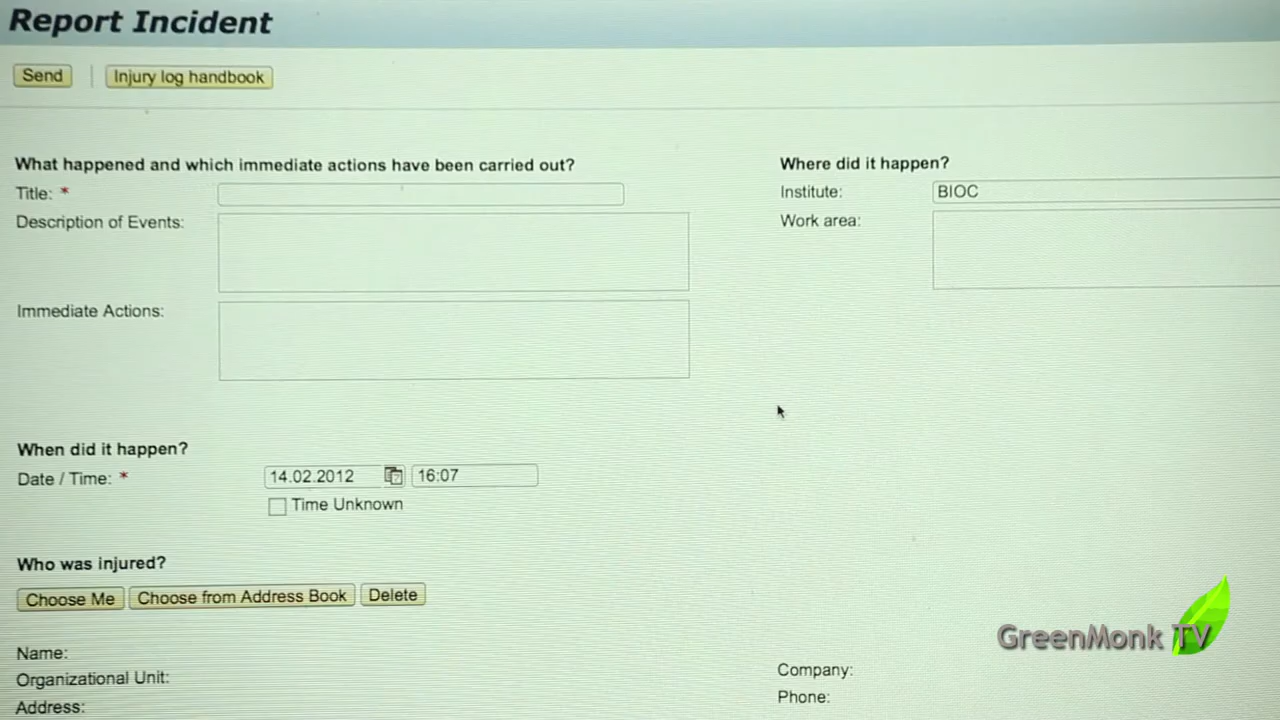 Report Incident
Send
Injury log handbook
What happened and which immediate actions have been carried out?
Title: *
Description of Events:
Immediate Actions:
Where did it happen?
Institute: BIOC
Work area:
When did it happen?
Date / Time: * 14.02.2012 16:07
Time Unknown
Who was injured?
Choose Me
Choose from Address Book
Delete
Name:
Organizational Unit:
Address:
Company:
Phone:
GreenMonk TV